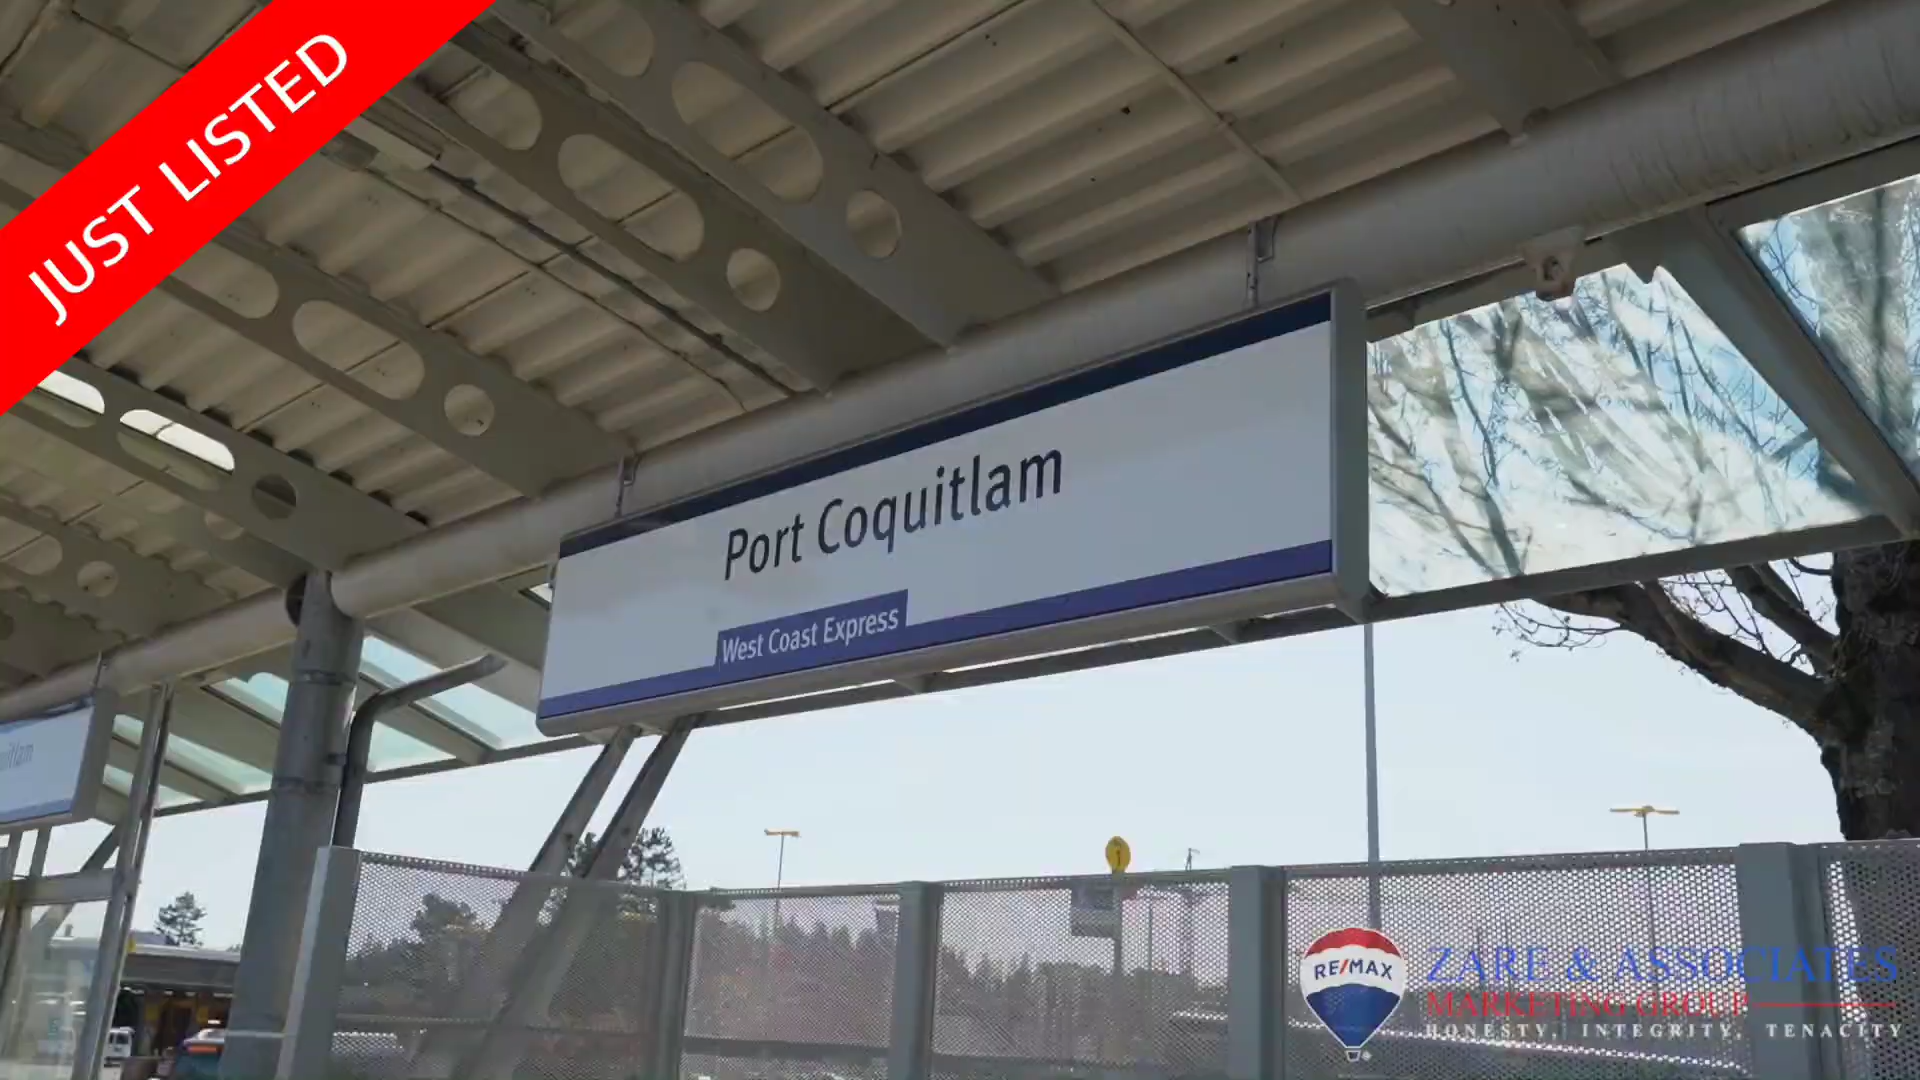 JUST LISTED
Port Coquitlam
West Coast Express
RE/MAX
ZARE & ASSOCIATES
MARKETING GROUP
HONESTY, INTEGRITY, TENACITY